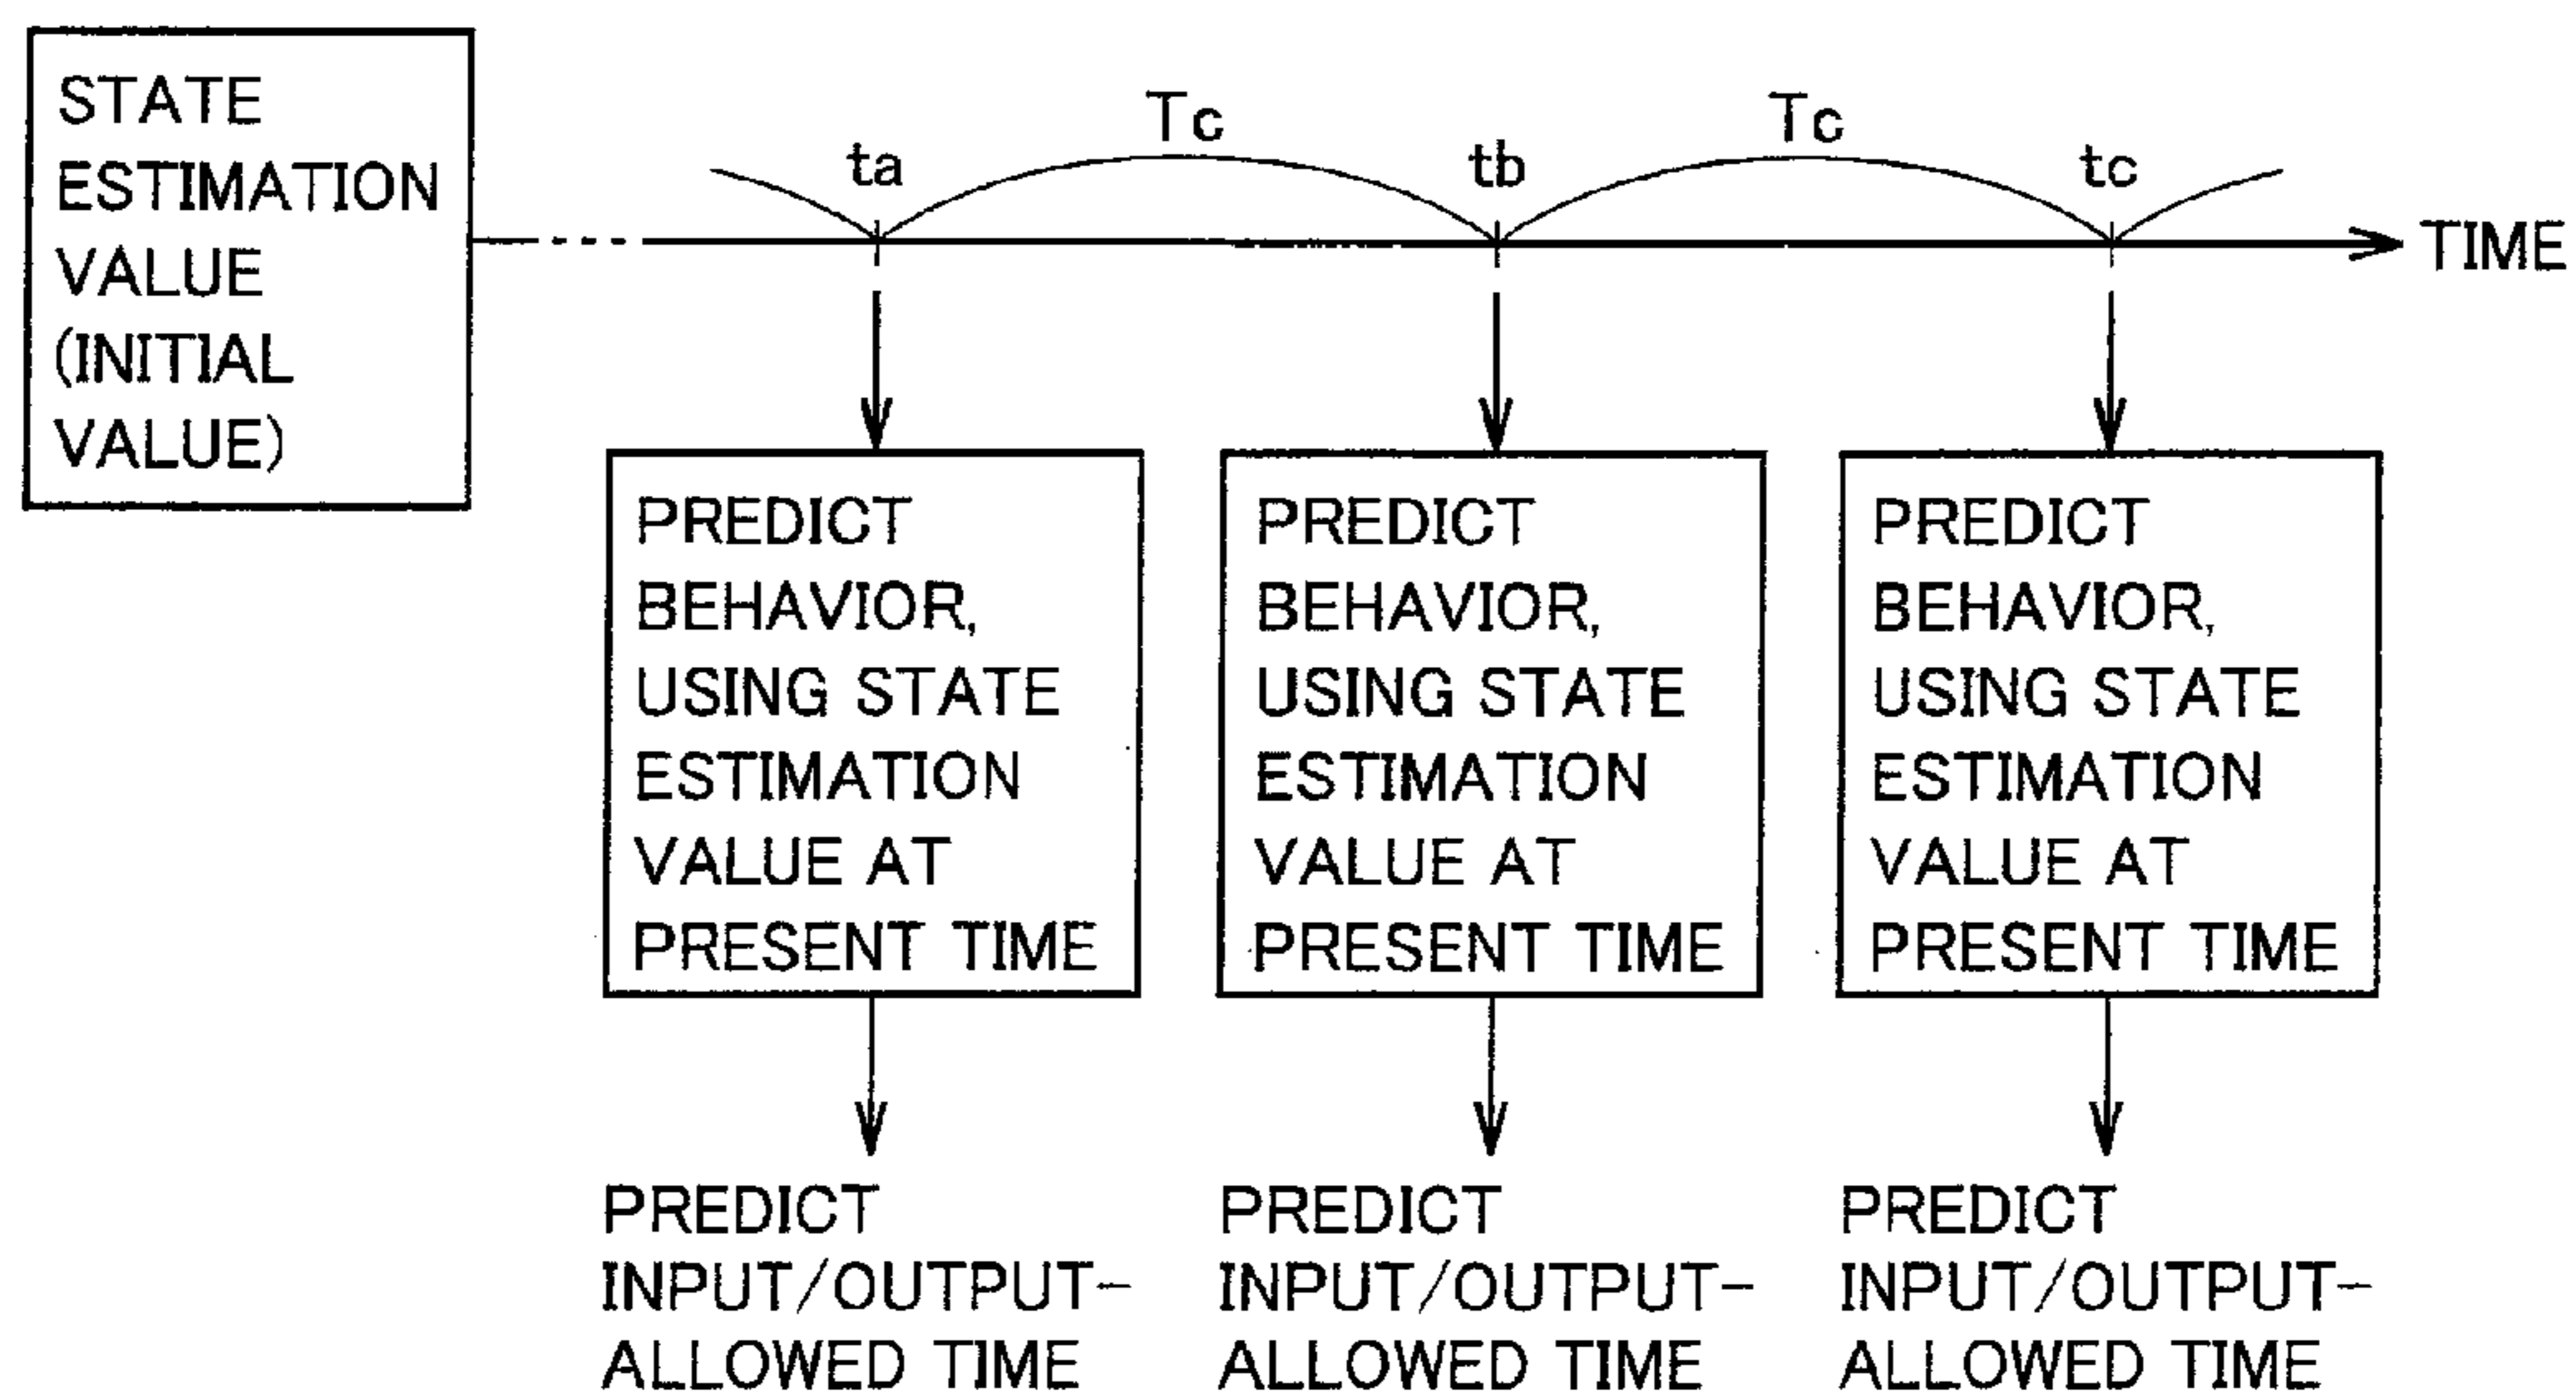 STATE
ESTIMATION
VALUE
(INITIAL
VALUE)
Tc
Tc
ta
tb
tc
TIME
PREDICT
BEHAVIOR,
USING STATE
ESTIMATION
VALUE AT
PRESENT TIME
PREDICT
BEHAVIOR,
USING STATE
ESTIMATION
VALUE AT
PRESENT TIME
PREDICT
BEHAVIOR,
USING STATE
ESTIMATION
VALUE AT
PRESENT TIME
PREDICT
INPUT/OUTPUT-
ALLOWED TIME
PREDICT
INPUT/OUTPUT-
ALLOWED TIME
PREDICT
INPUT/OUTPUT-
ALLOWED TIME